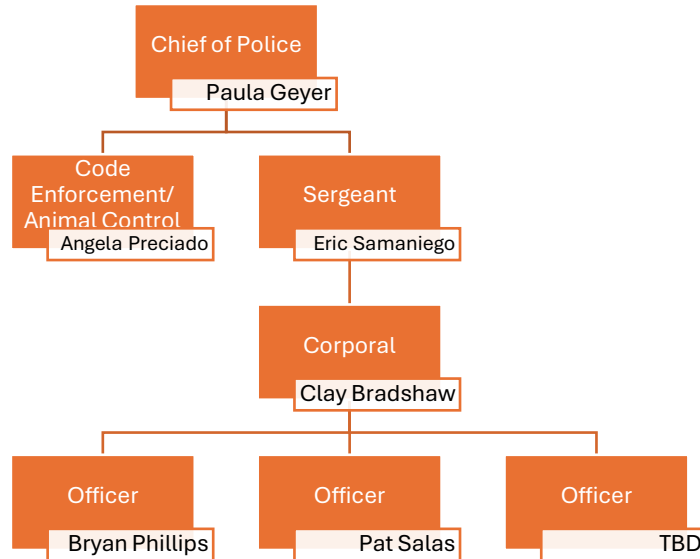 Chief of Police
Paula Geyer
Code
Enforcement/
Animal Control
Angela Preciado
Sergeant
Eric Samaniego
Corporal
Clay Bradshaw
Officer
Bryan Phillips
Officer
Pat Salas
Officer
TBD